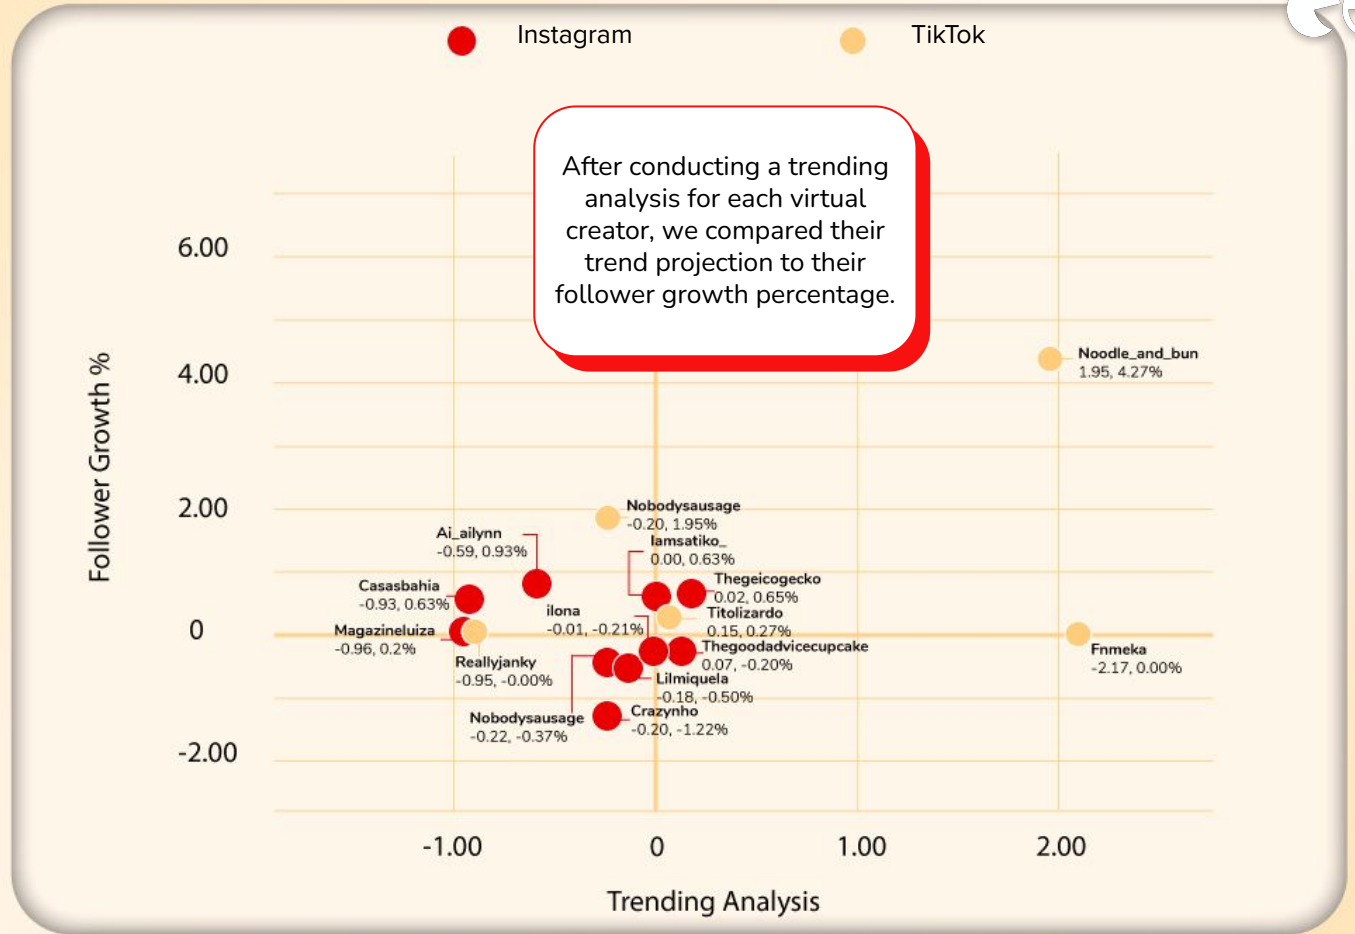 Instagram
TikTok
After conducting a trending
analysis for each virtual
creator, we compared their
trend projection to their
follower growth percentage.
Follower Growth %
6.00
4.00
2.00
0
-2.00
Noodle_and_bun
1.95, 4.27%
Nobodysausage
-0.20, 1.95%
Ai_ailynn
-0.59, 0.93%
Iamsatiko_
0.00, 0.63%
Casasbahia
-0.93, 0.63%
Thegeicogecko
0.02, 0.65%
ilona
-0.01, -0.21%
Titolizardo
0.15, 0.27%
Magazineluiza
-0.96, 0.2%
Thegoodadvicecupcake
0.07, -0.20%
Fnmeka
-2.17, 0.00%
Reallyjanky
-0.95, -0.00%
Lilmiquela
-0.18, -0.50%
Nobodysausage
-0.22, -0.37%
Crazynho
-0.20, -1.22%
-1.00
0
1.00
2.00
Trending Analysis